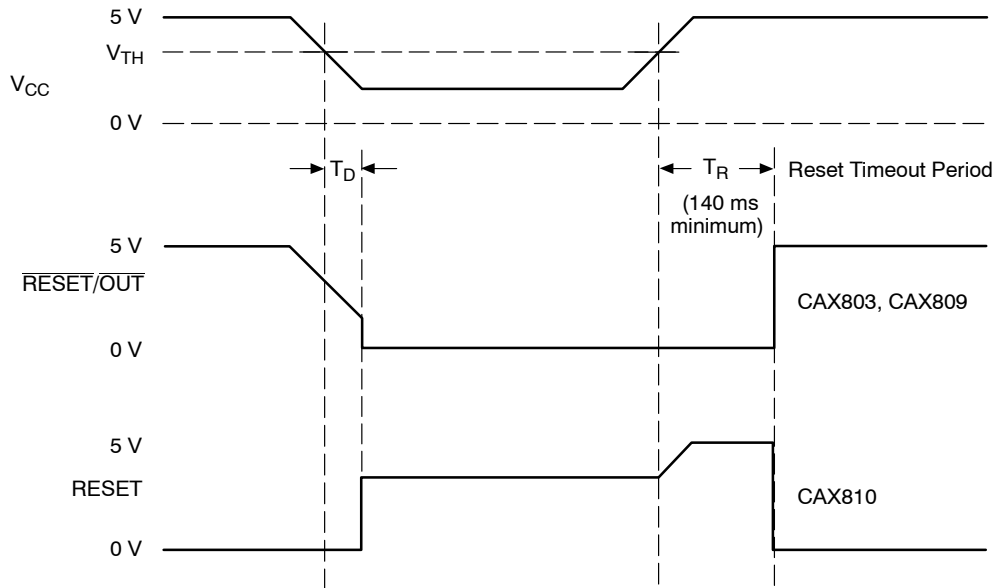 5 V
VTH
VCC
0 V
TD
TR
Reset Timeout Period
(140 ms
minimum)
5 V
RESET/OUT
CAX803, CAX809
0 V
5 V
RESET
CAX810
0 V